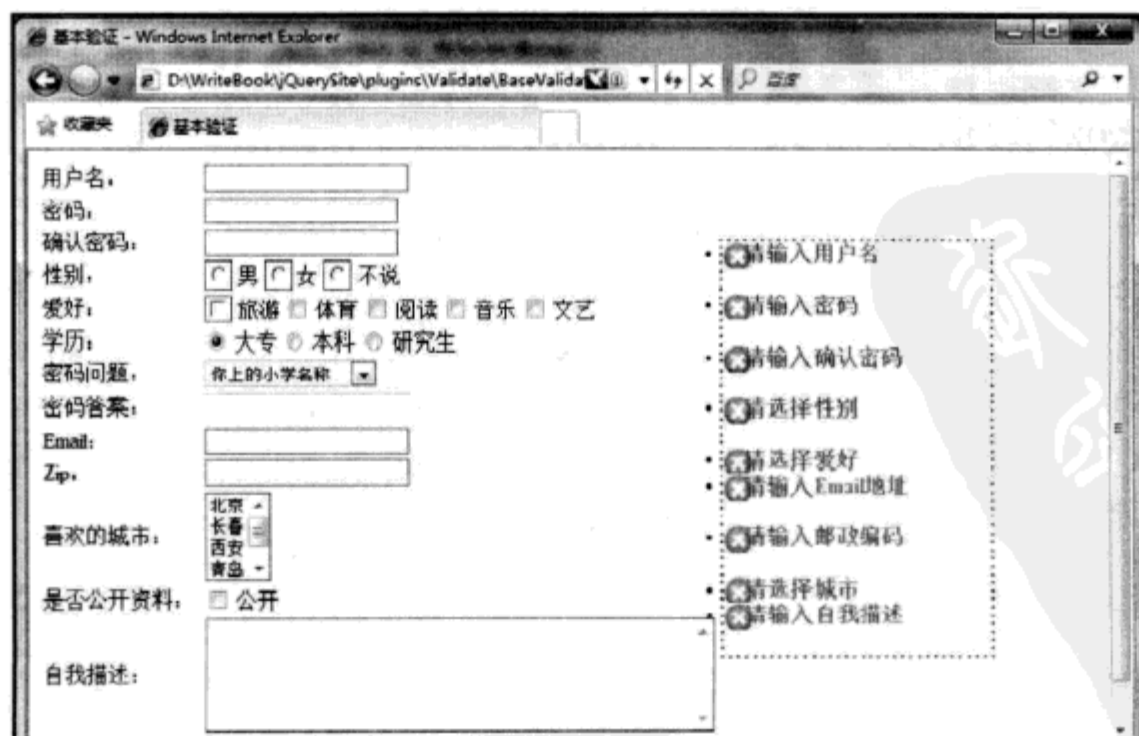 基本验证 - Windows Internet Explorer
D:\WriteBook\jQuerySite\plugins\Validate\BaseValida
百度
收藏夹
基本验证
用户名:
密码:
确认密码:
性别: 男 女 不说
爱好: 旅游 体育 阅读 音乐 文艺
学历: 大专 本科 研究生
密码问题: 你上的小学名称
密码答案:
Email:
Zip:
喜欢的城市:
北京
长春
西安
青岛
是否公开资料: 公开
自我描述:
请输入用户名
请输入密码
请输入确认密码
请选择性别
请选择爱好
请输入Email地址
请输入邮政编码
请选择城市
请输入自我描述